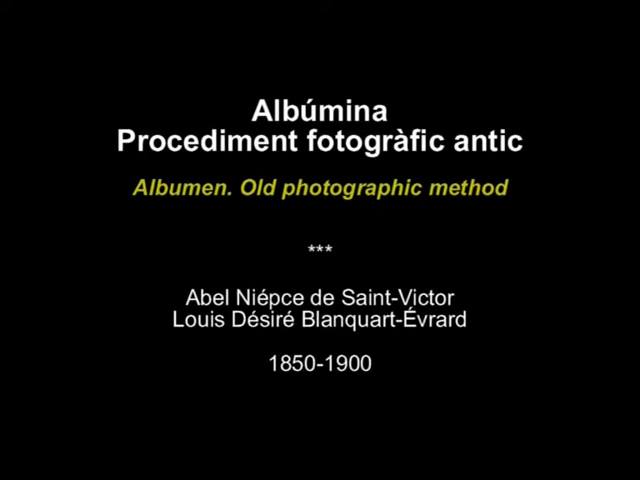 Albúmina
Procediment fotogràfic antic
Albumen. Old photographic method
***
Abel Niépce de Saint-Victor
Louis Désiré Blanquart-Évrard
1850-1900